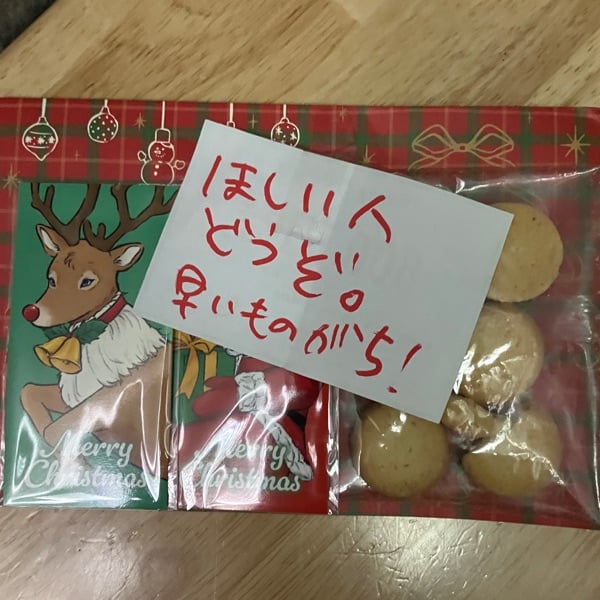 ほしい人
どうぞ。
早いものがち!
Merry
Christmas
Merry
Christmas